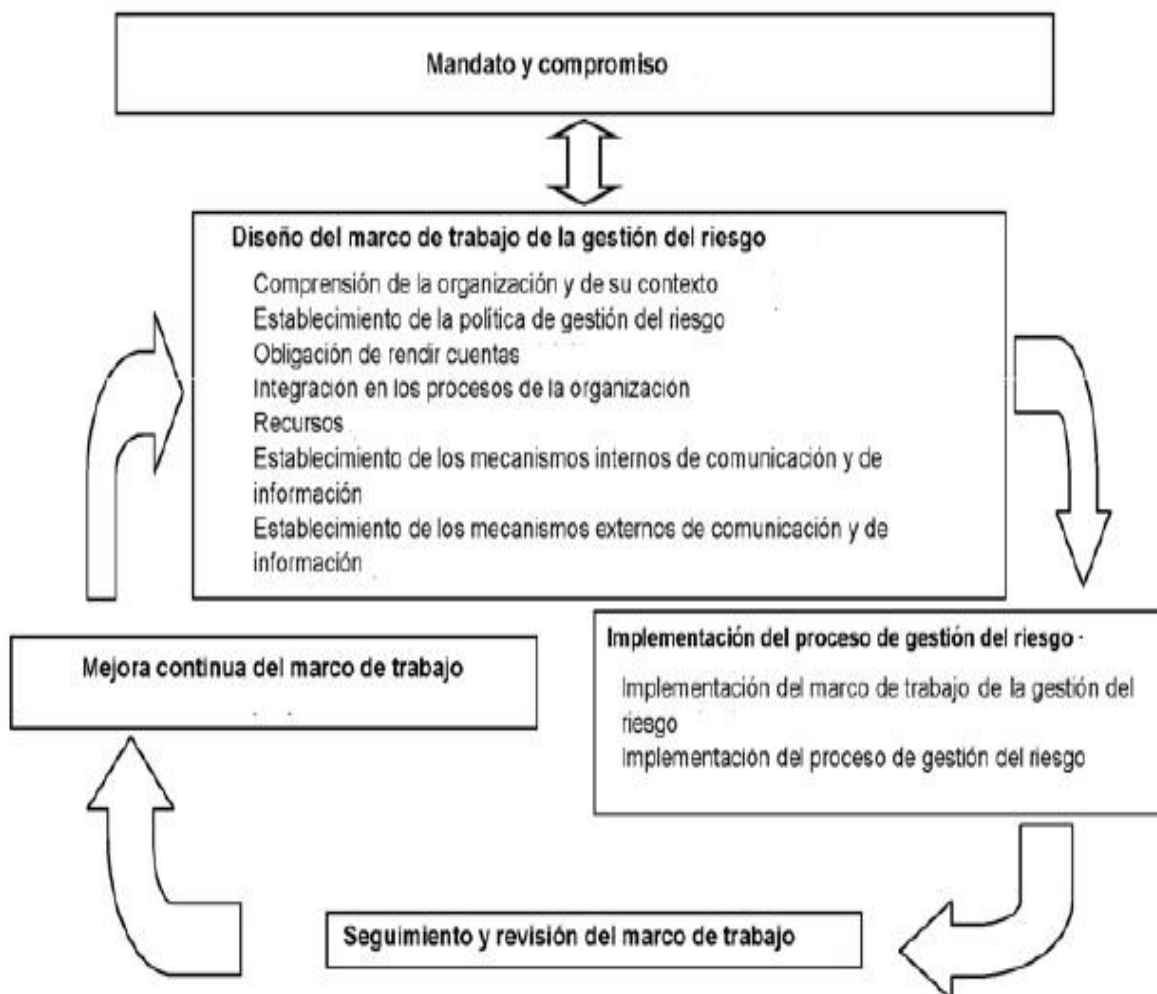 Mandato y compromiso
Diseño del marco de trabajo de la gestión del riesgo
Comprensión de la organización y de su contexto
Establecimiento de la política de gestión del riesgo
Obligación de rendir cuentas
Integración en los procesos de la organización
Recursos
Establecimiento de los mecanismos internos de comunicación y de
información
Establecimiento de los mecanismos externos de comunicación y de
información
Implementación del proceso de gestión del riesgo
Implementación del marco de trabajo de la gestión del
riesgo
Implementación del proceso de gestión del riesgo
Mejora continua del marco de trabajo
Seguimiento y revisión del marco de trabajo